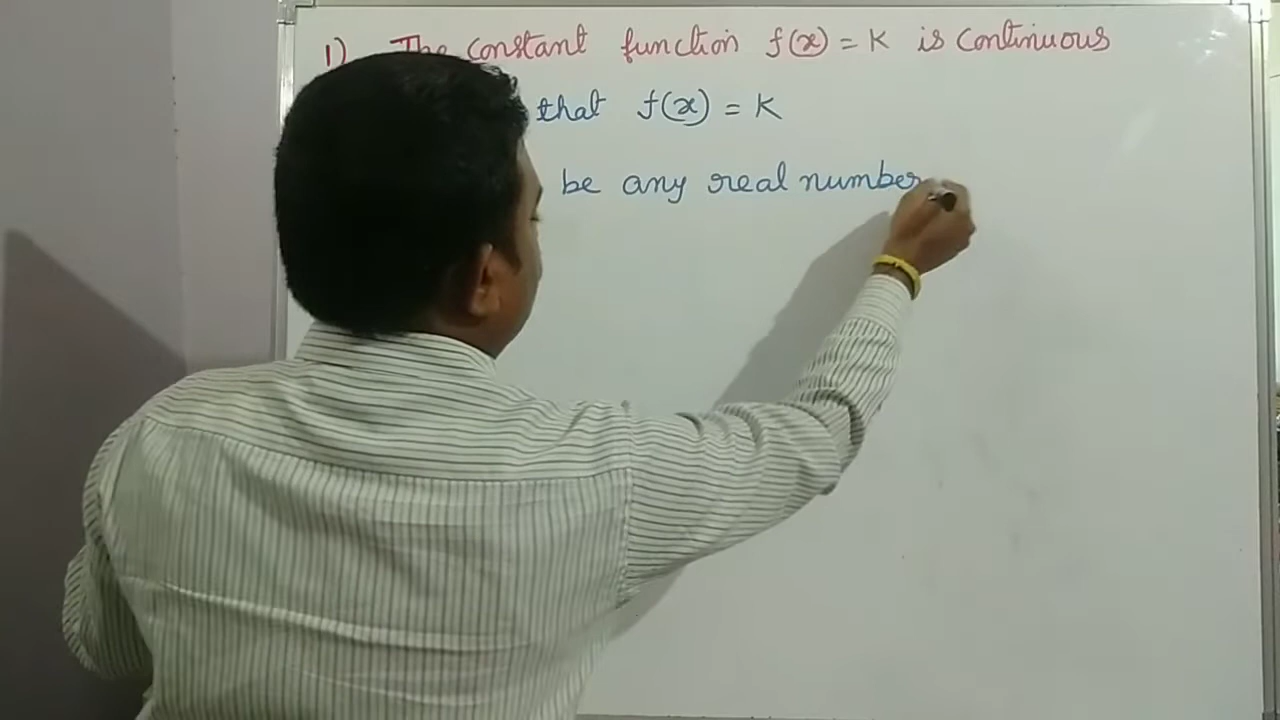 1) The constant function f(x) = K is continuous
that f(x) = K
be any real number